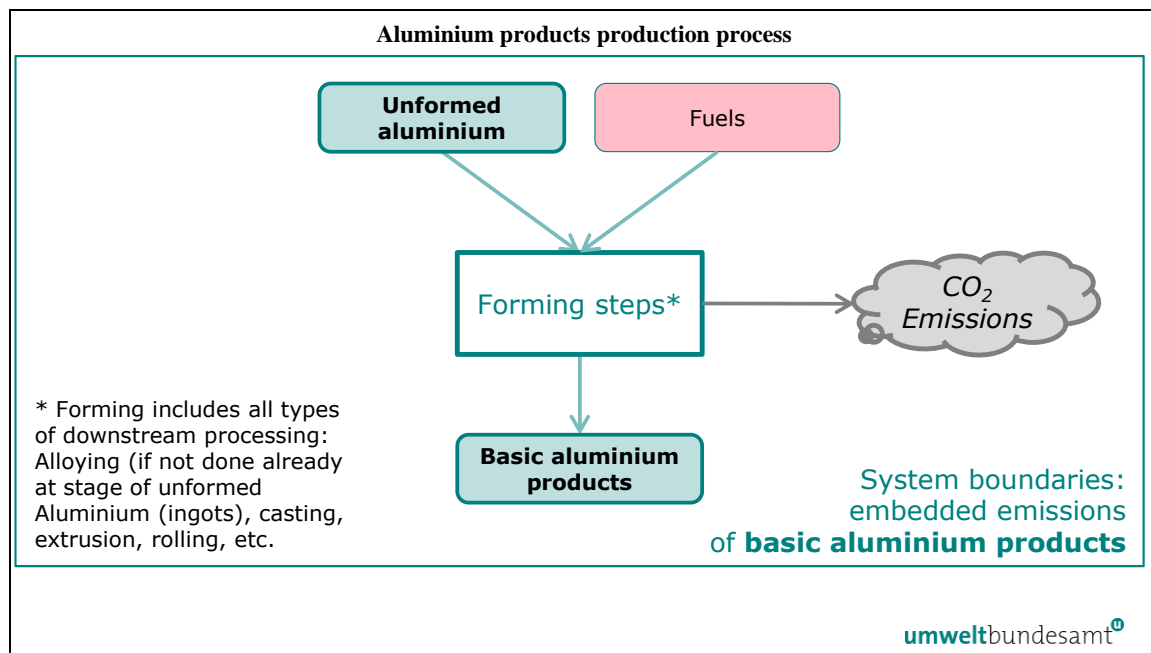 Aluminium products production process
Unformed
aluminium
Fuels
Forming steps*
CO₂
Emissions
Basic aluminium
products
* Forming includes all types
of downstream processing:
Alloying (if not done already
at stage of unformed
Aluminium (ingots), casting,
extrusion, rolling, etc.
System boundaries:
embedded emissions
of basic aluminium products
umweltbundesamt ᵘ